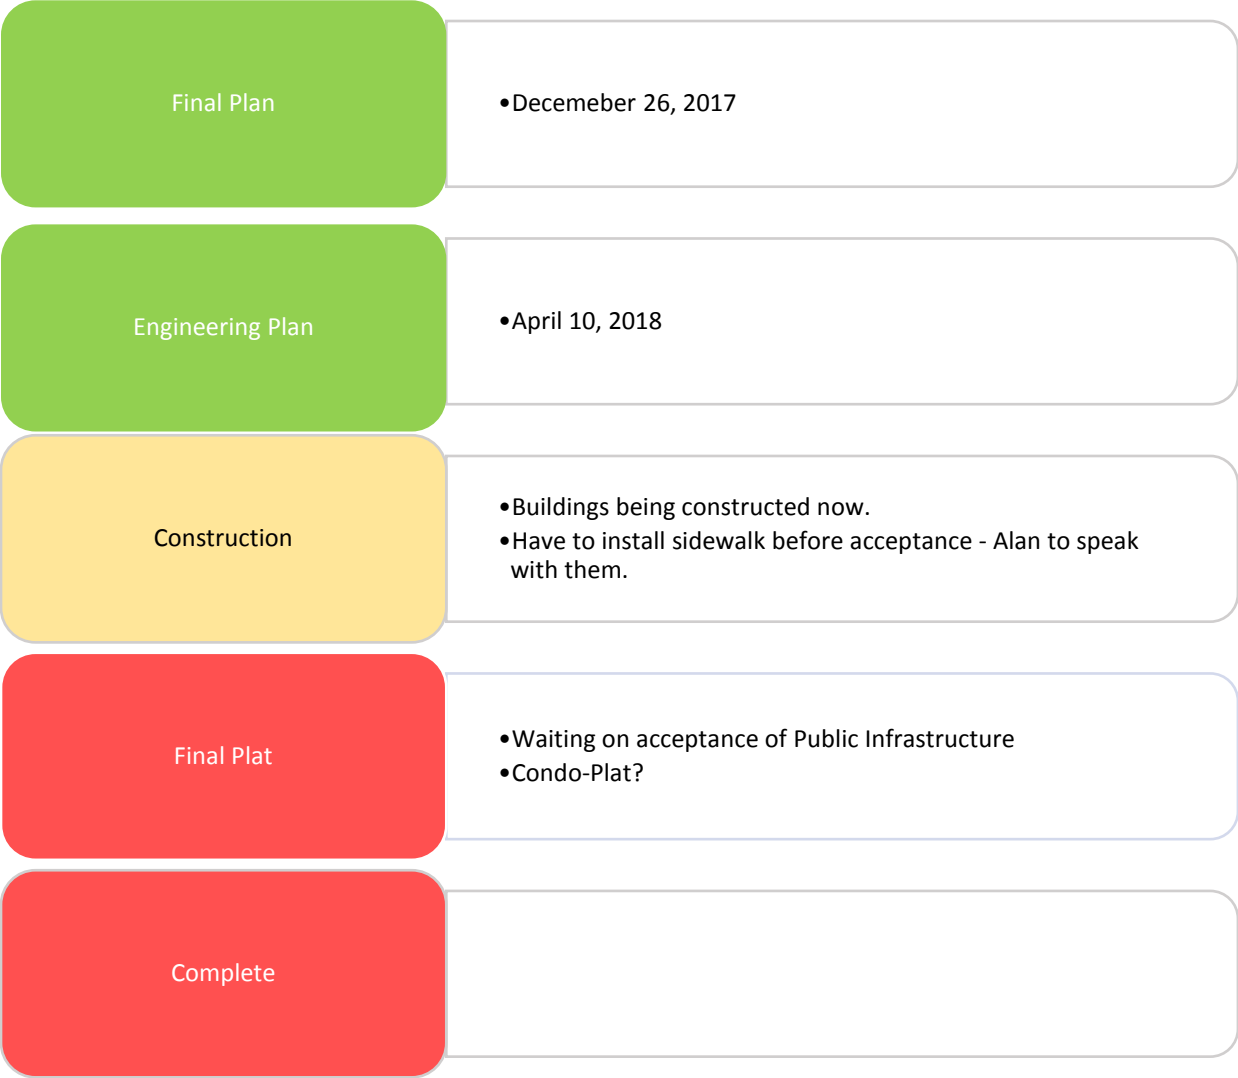 Final Plan
•Decemeber 26, 2017
Engineering Plan
•April 10, 2018
Construction
•Buildings being constructed now.
•Have to install sidewalk before acceptance - Alan to speak
with them.
Final Plat
•Waiting on acceptance of Public Infrastructure
•Condo-Plat?
Complete